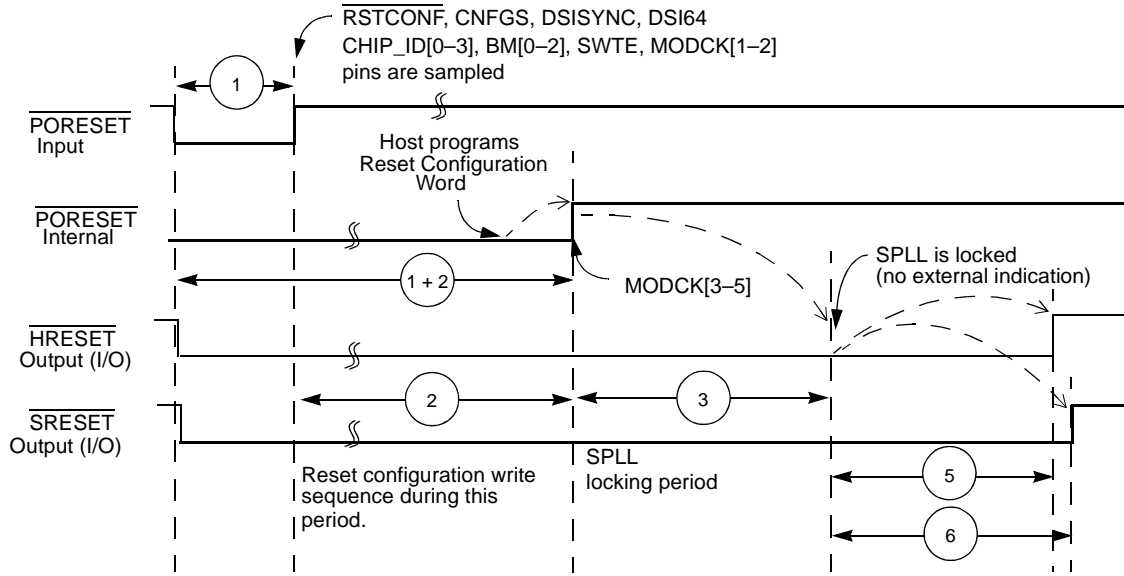 RSTCONF, CNFGS, DSISYNC, DSI64
CHIP_ID[0–3], BM[0–2], SWTE, MODCK[1–2]
pins are sampled
1
PORESET
Input
Host programs
Reset Configuration
Word
PORESET
Internal
1 + 2
MODCK[3–5]
SPLL is locked
(no external indication)
HRESET
Output (I/O)
2
3
SRESET
Output (I/O)
Reset configuration write
sequence during this
period.
SPLL
locking period
5
6